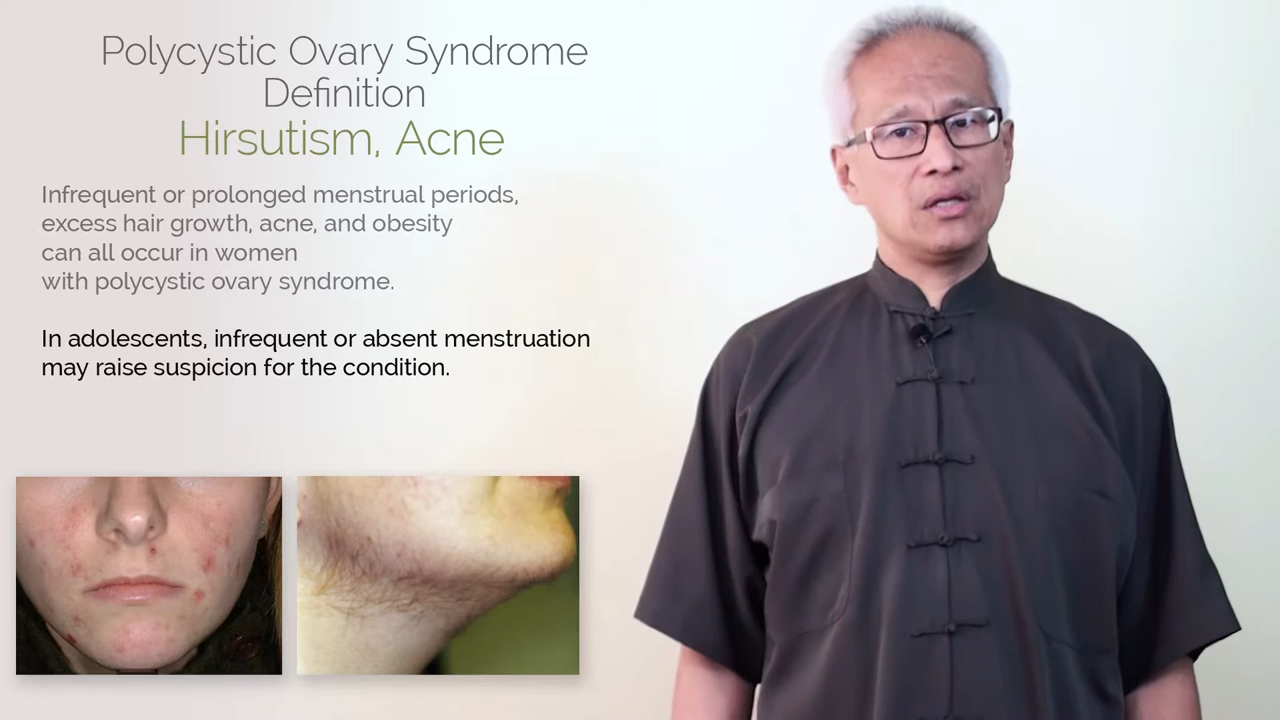 Polycystic Ovary Syndrome
Definition
Hirsutism, Acne
Infrequent or prolonged menstrual periods,
excess hair growth, acne, and obesity
can all occur in women
with polycystic ovary syndrome.
In adolescents, infrequent or absent menstruation
may raise suspicion for the condition.